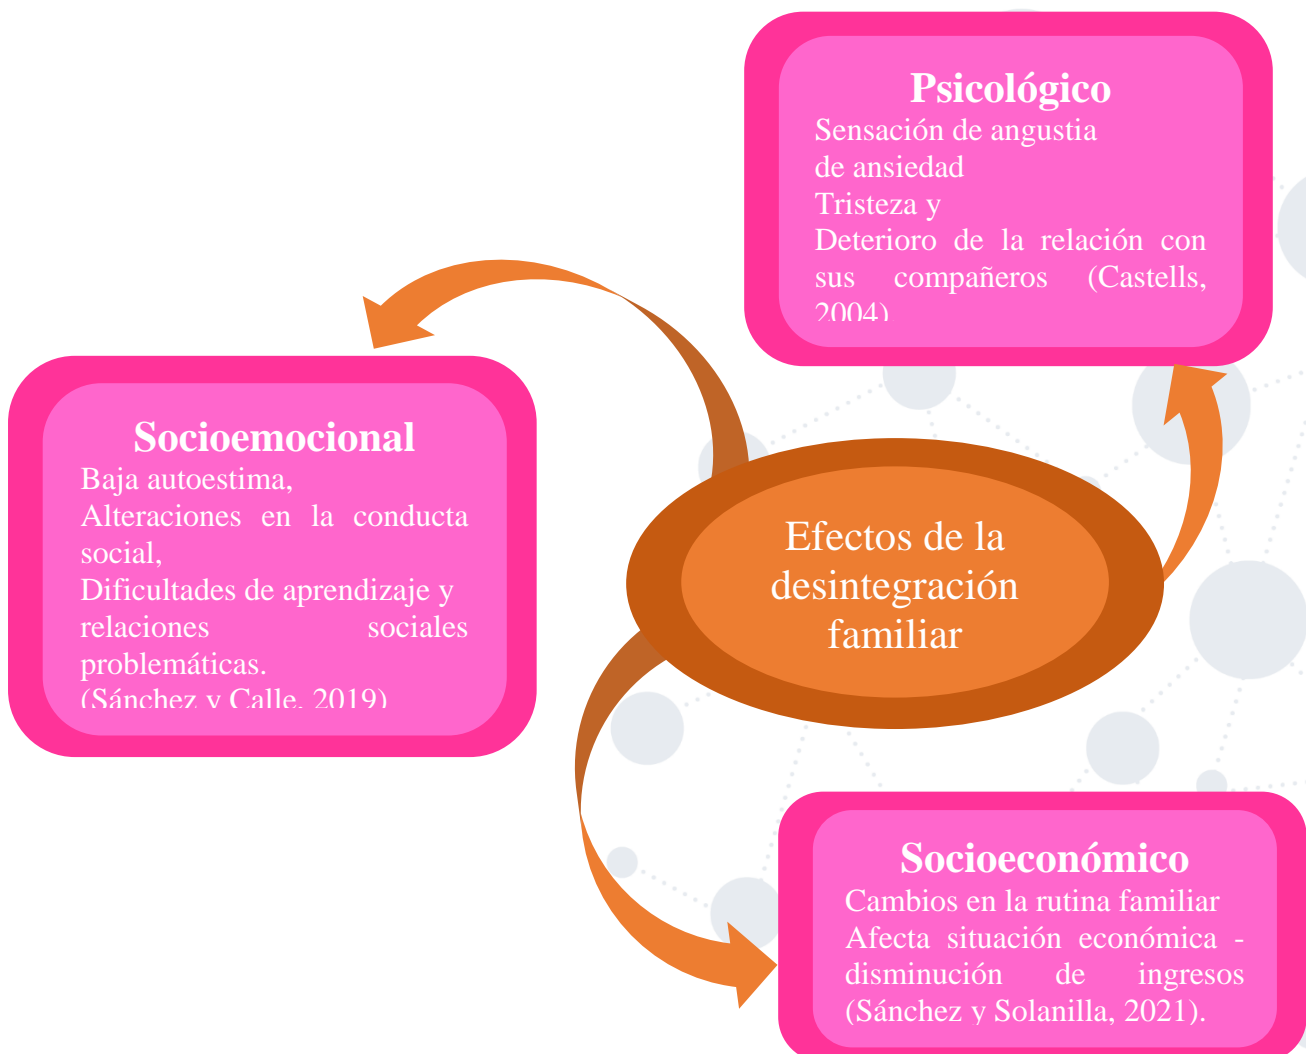 Psicológico
Sensación de angustia
de ansiedad
Tristeza y
Deterioro de la relación con
sus compañeros (Castells,
2004)
Socioemocional
Baja autoestima,
Alteraciones en la conducta
social,
Dificultades de aprendizaje y
relaciones sociales
problemáticas.
(Sánchez y Calle, 2019)
Efectos de la
desintegración
familiar
Socioeconómico
Cambios en la rutina familiar
Afecta situación económica -
disminución de ingresos
(Sánchez y Solanilla, 2021).